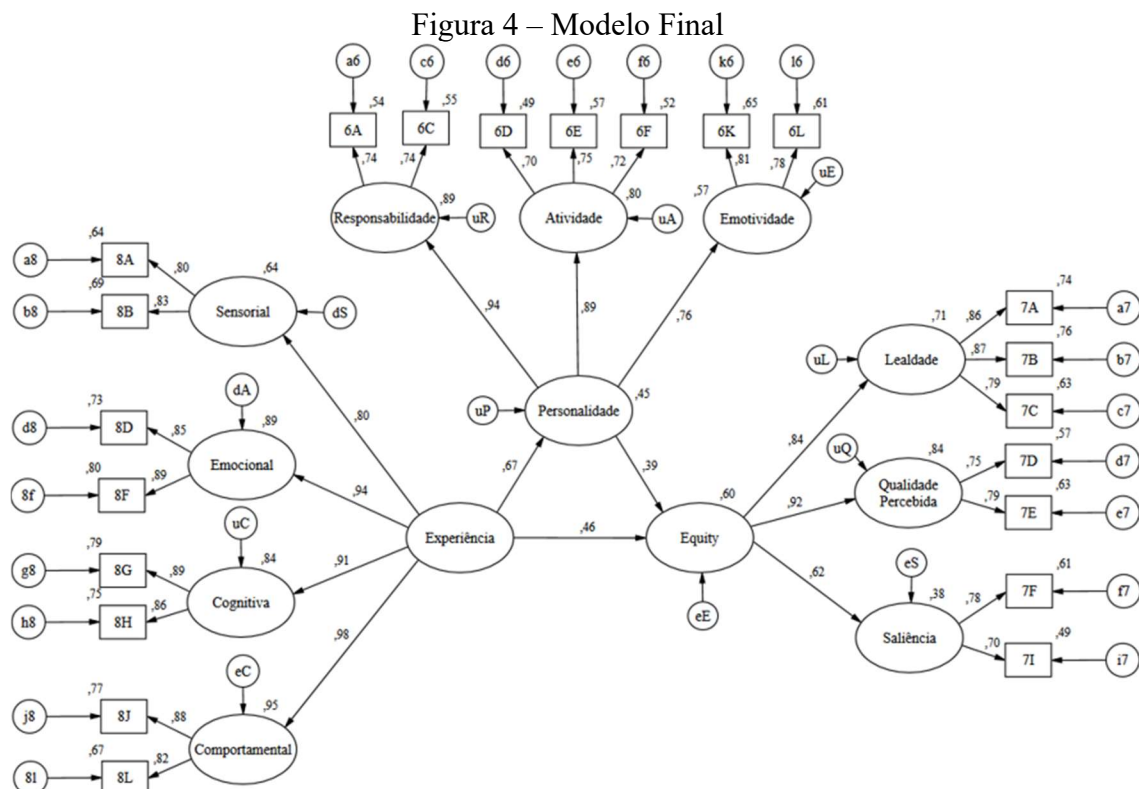 Figura 4 – Modelo Final
a6 c6 d6 e6 f6 k6 l6
,54 ,55 ,49 ,57 ,52 ,65 ,61
6A 6C 6D 6E 6F 6K 6L
,74 ,74 ,70 ,75 ,72 ,81 ,78
uE
,89 ,80 ,57
Responsabilidade uR Atividade uA Emotividade
,64
a8 8A ,80 ,64
,69
b8 8B ,83 Sensorial dS
,94 ,89 ,76
,74
,71 ,86 7A a7
,76
uL Lealdade ,87 7B b7
,79 ,63
7C c7
dA
uP Personalidade ,45
,80
,73
d8 8D ,85 ,89
Emocional
,80
8f 8F ,89
,94 ,67 ,39 ,84
,57
uQ ,84 ,75 7D d7
Qualidade
Percebida
,92 ,79 ,63
7E e7
uC
,60
Experiência ,46 Equity
,79
g8 8G ,89 ,84
,91
,75 Cognitiva
h8 8H ,86
eE
,62
eS ,61
,38 ,78 7F f7
Saliência
,49
,70 7I i7
,98
eC
,77 ,95
j8 8J ,88
Comportamental
,67 ,82
8l 8L